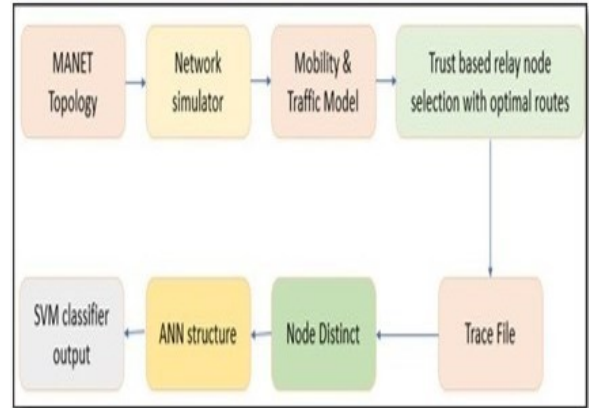 MANET
Topology
Network
simulator
Mobility &
Traffic Model
Trust based relay node
selection with optimal routes
Trace File
Node Distinct
ANN structure
SVM classifier
output